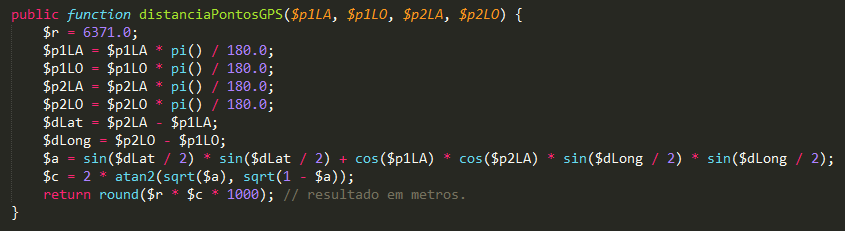 public function distanciaPontosGPS($p1LA, $p1LO, $p2LA, $p2LO) {
    $r = 6371.0;
    $p1LA = $p1LA * pi() / 180.0;
    $p1LO = $p1LO * pi() / 180.0;
    $p2LA = $p2LA * pi() / 180.0;
    $p2LO = $p2LO * pi() / 180.0;
    $dLat = $p2LA - $p1LA;
    $dLong = $p2LO - $p1LO;
    $a = sin($dLat / 2) * sin($dLat / 2) + cos($p1LA) * cos($p2LA) * sin($dLong / 2) * sin($dLong / 2);
    $c = 2 * atan2(sqrt($a), sqrt(1 - $a));
    return round($r * $c * 1000); // resultado em metros.
}